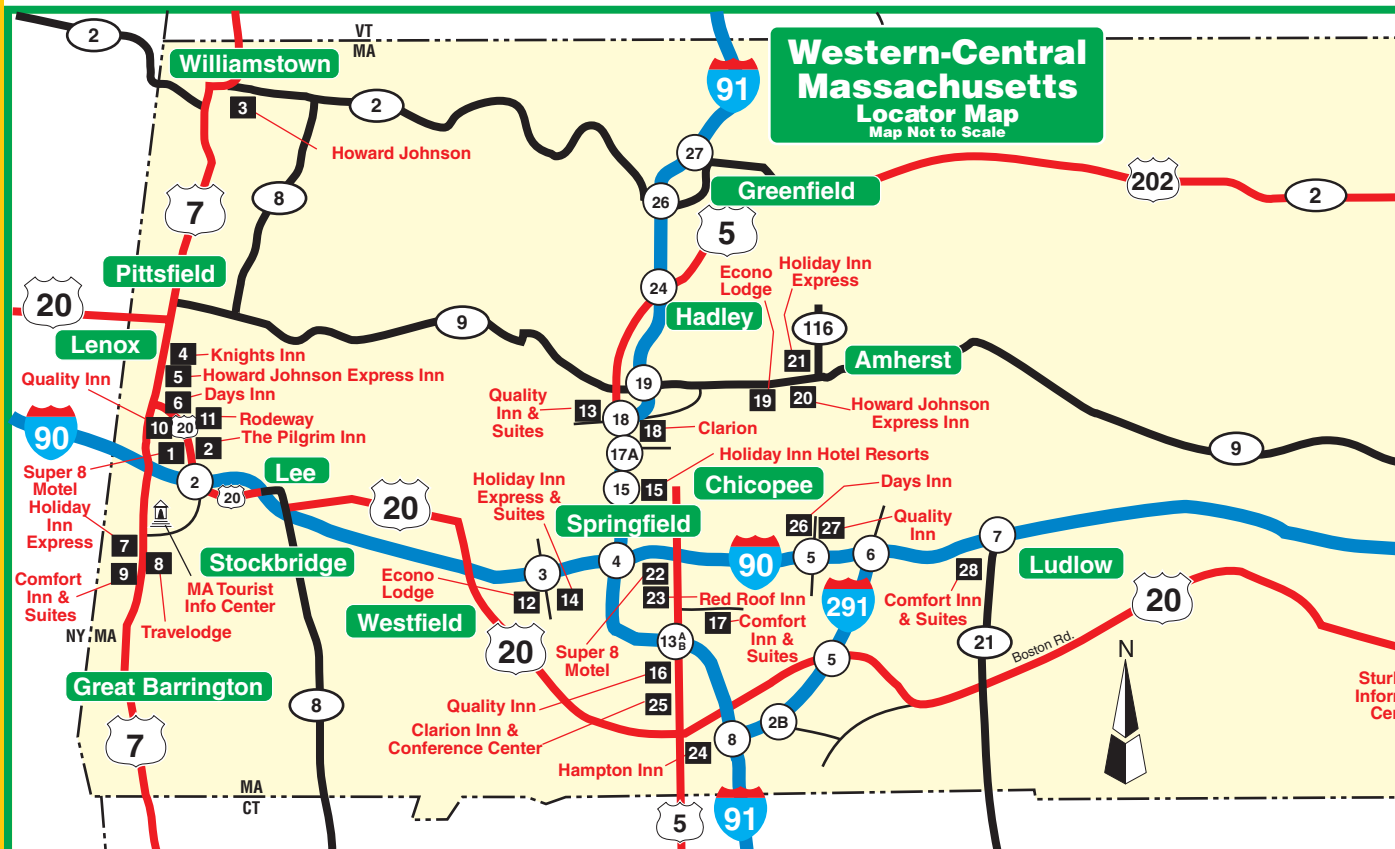 Western-Central
Massachusetts
Locator Map
Map Not to Scale
2
VT
MA
91
Williamstown
3
2
Howard Johnson
27
26
Greenfield
202
2
7
8
5
Pittsfield
20
24
Hadley
Econo
Lodge
Holiday Inn
Express
9
116
Lenox
4
Knights Inn
5
Howard Johnson Express Inn
6
Days Inn
Quality Inn
10
20
11
Rodeway
2
The Pilgrim Inn
1
90
Super 8
Motel
Holiday
Inn
Express
7
Comfort
Inn &
Suites
9
8
Travelodge
MA Tourist
Info Center
NY
MA
2
Lee
20
Stockbridge
20
21
Amherst
19
19
20
Howard Johnson
Express Inn
Quality
Inn &
Suites
13
18
18
Clarion
17A
15
15
Holiday Inn Hotel Resorts
9
Chicopee
Holiday Inn
Express &
Suites
Springfield
Days Inn
26
27
Quality
Inn
3
4
90
5
6
7
Ludlow
Econo
Lodge
12
14
Westfield
22
23
Red Roof Inn
17
Comfort
Inn &
Suites
291
28
Comfort Inn
& Suites
20
20
13
A
B
Super 8
Motel
5
21
Boston Rd.
N
16
Quality Inn
25
Clarion Inn &
Conference Center
Great Barrington
7
8
8
2B
24
Hampton Inn
MA
CT
5
91
Sturl
Inform
Cen